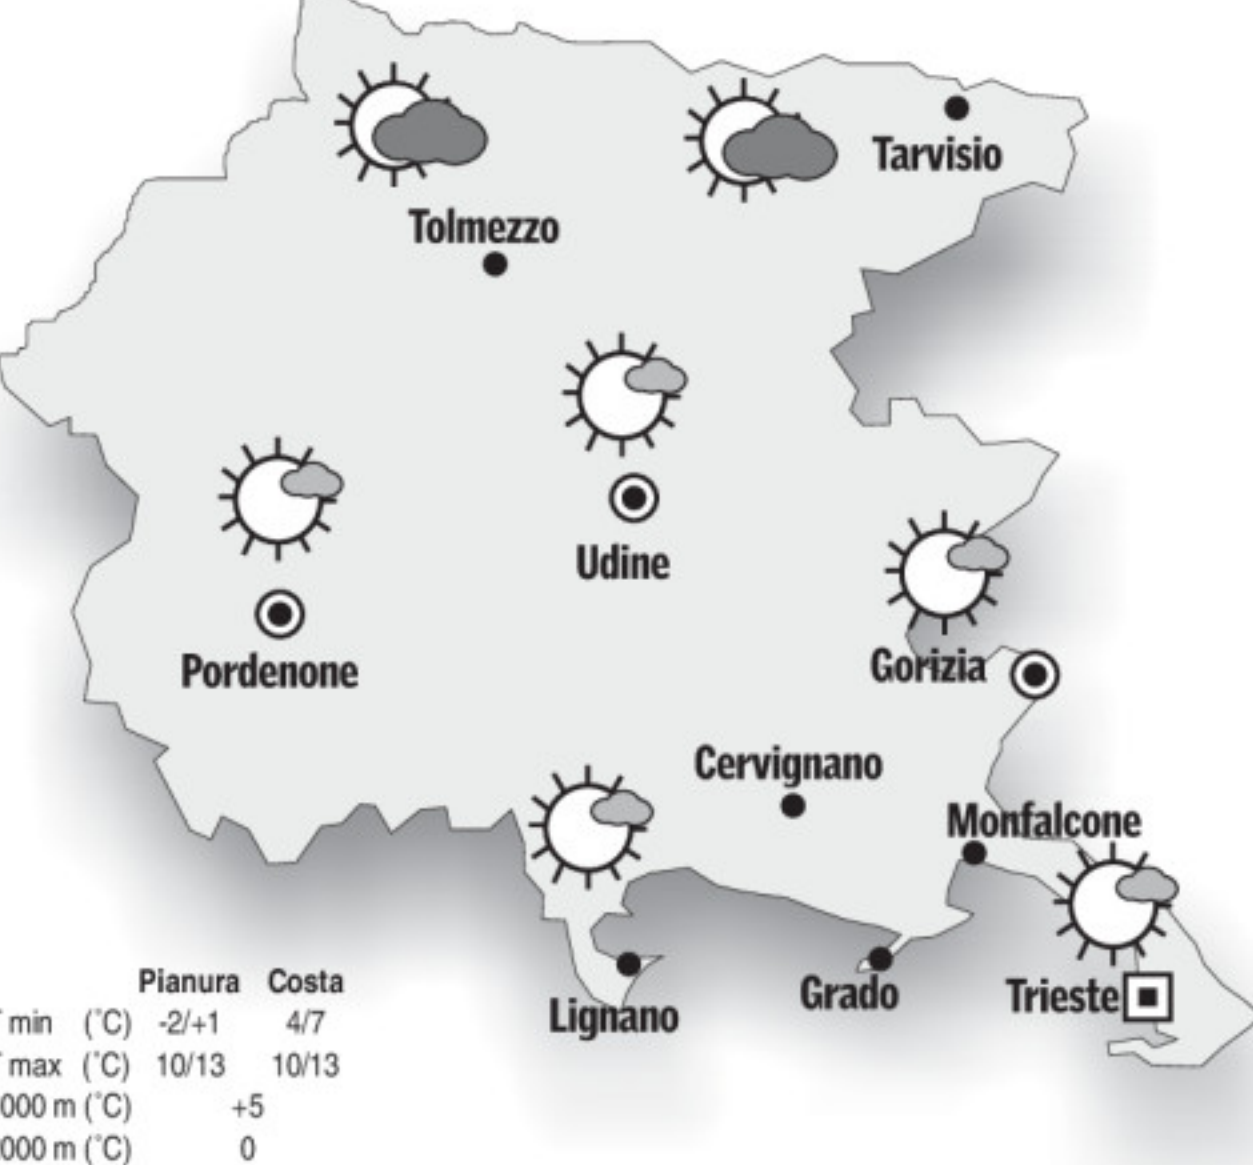 Tarvisio
Tolmezzo
Udine
Pordenone
Gorizia
Cervignano
Monfalcone
Lignano
Grado
Trieste
Pianura Costa
min (°C) -2/+1 4/7
max (°C) 10/13 10/13
000 m (°C) +5
000 m (°C) 0